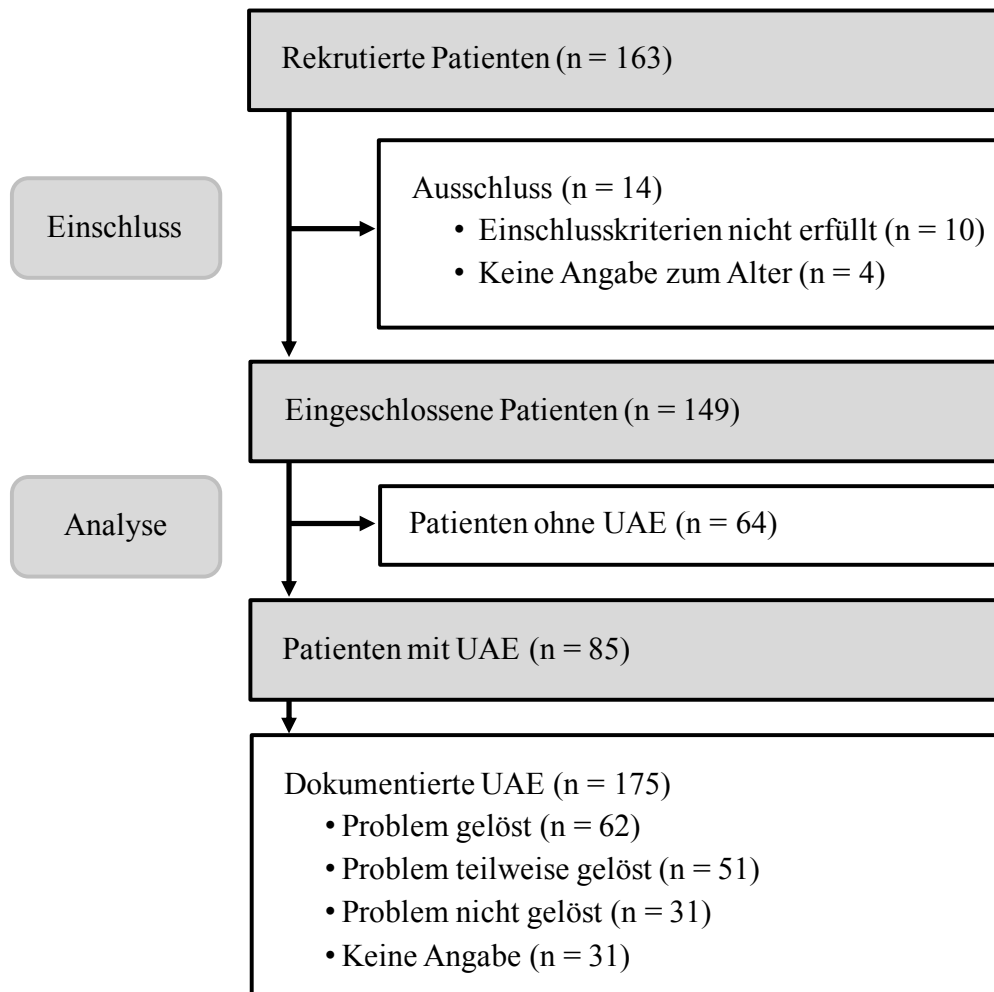 Rekrutierte Patienten (n = 163)
Einschluss
Ausschluss (n = 14)
• Einschlusskriterien nicht erfüllt (n = 10)
• Keine Angabe zum Alter (n = 4)
Eingeschlossene Patienten (n = 149)
Analyse
Patienten ohne UAE (n = 64)
Patienten mit UAE (n = 85)
Dokumentierte UAE (n = 175)
• Problem gelöst (n = 62)
• Problem teilweise gelöst (n = 51)
• Problem nicht gelöst (n = 31)
• Keine Angabe (n = 31)